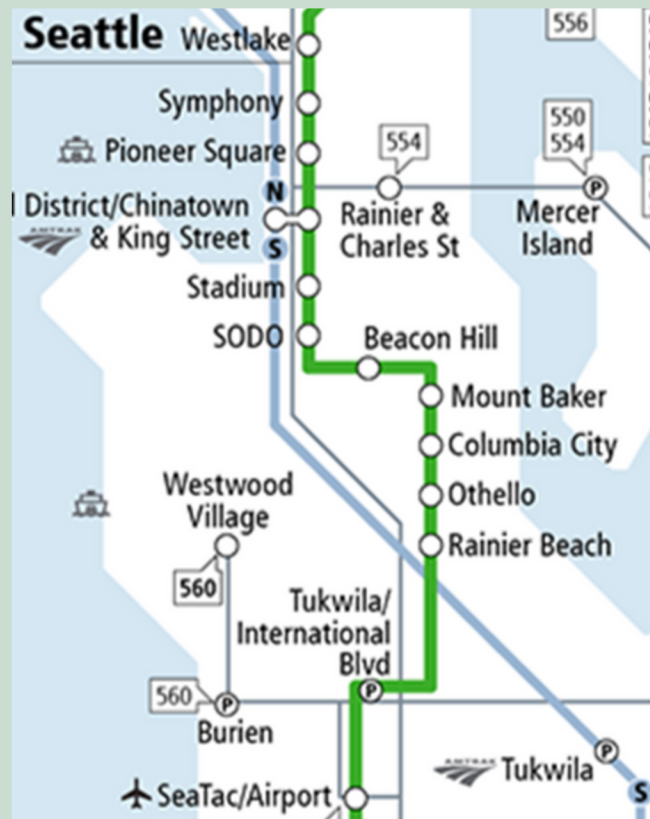 Seattle
Westlake
556
Symphony
550
554
554
Pioneer Square
N
District/Chinatown
AMTRAK & King Street
S
Rainier &
Charles St
P
Mercer
Island
Stadium
SODO
Beacon Hill
Mount Baker
Columbia City
Othello
Rainier Beach
Westwood
Village
560
Tukwila/
International
Blvd
P
560
P
Burien
P
AMTRAK Tukwila
S
SeaTac/Airport